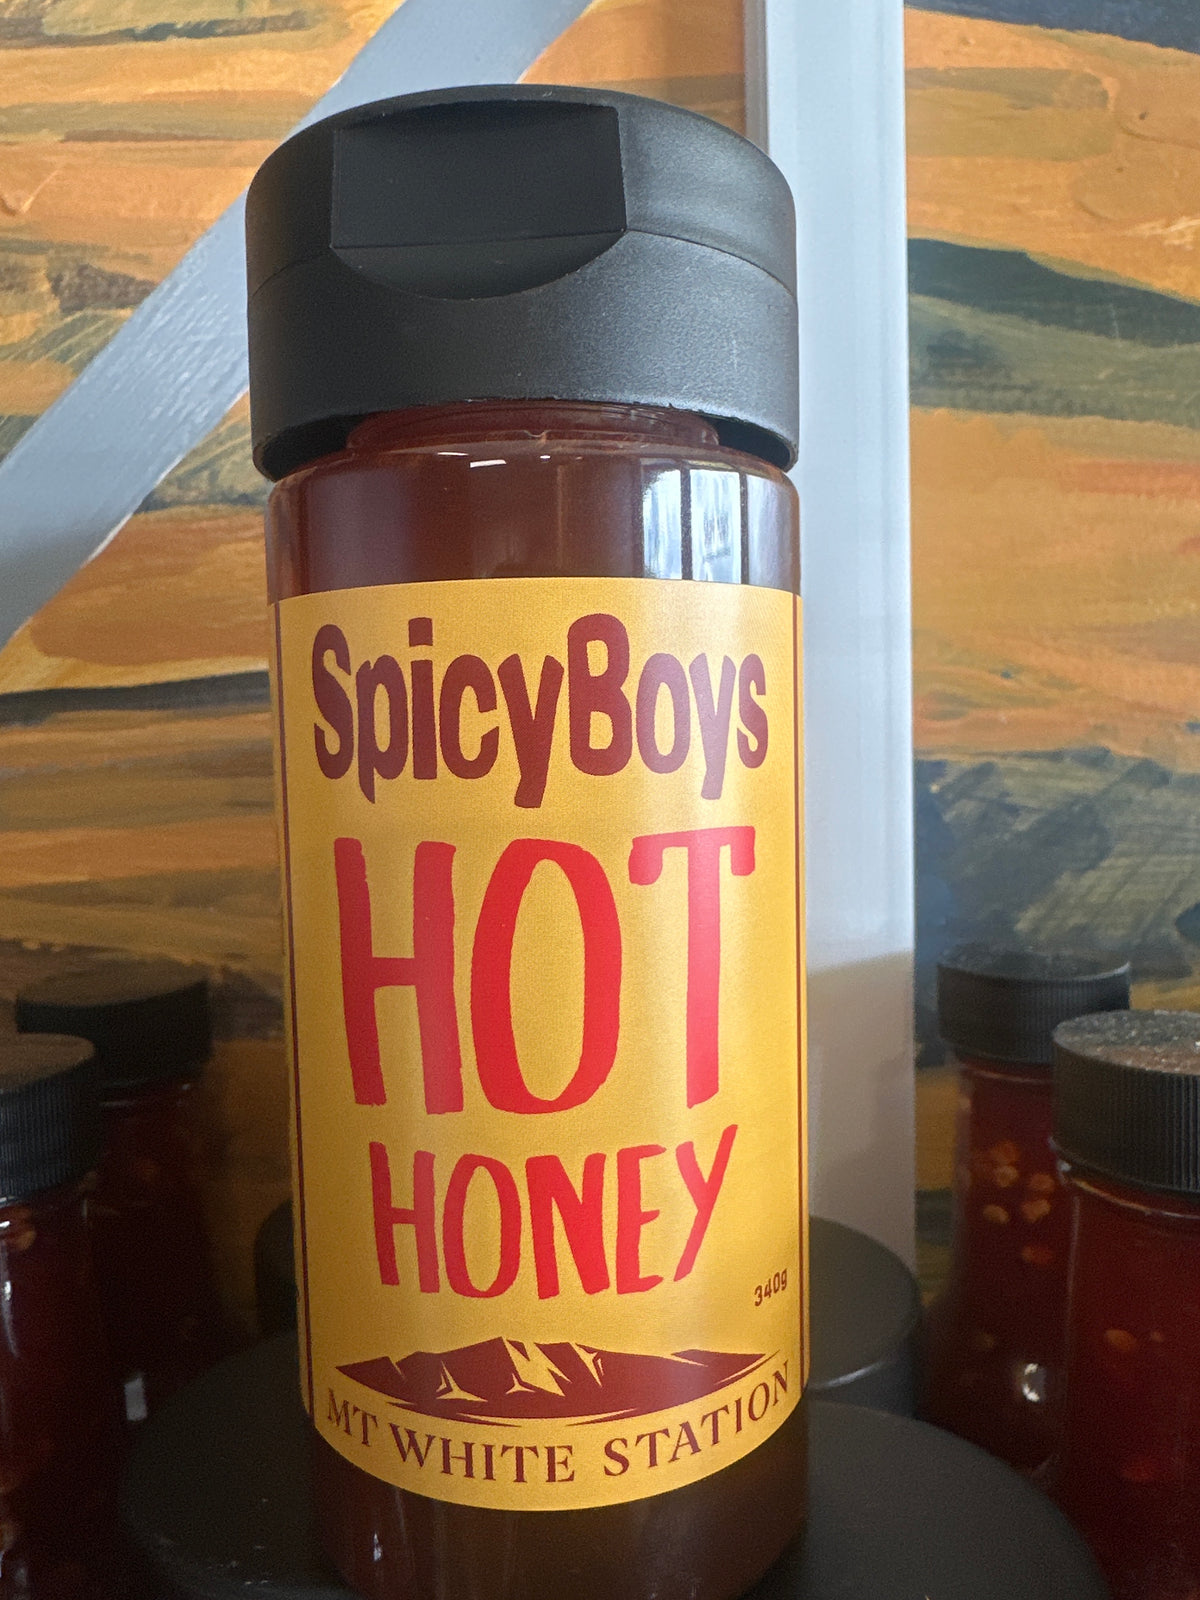 SpicyBoys
HOT
HONEY
340g
MT WHITE STATION